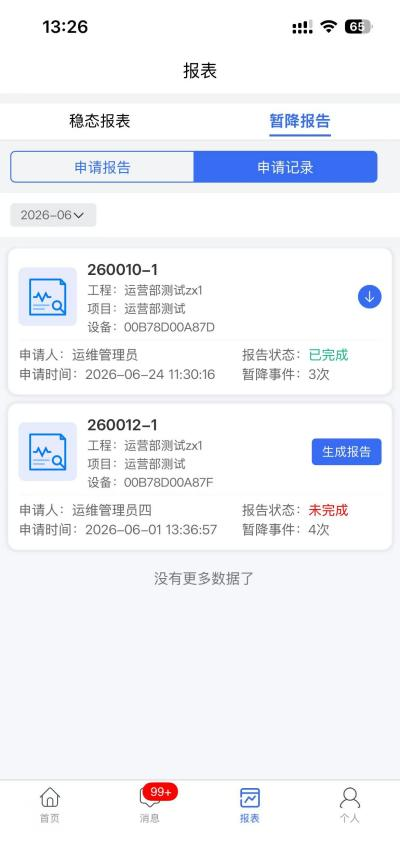 13:26
65
报表
稳态报表 暂降报告
申请报告 申请记录
2026-06
260010-1
工程：运营部测试zx1
项目：运营部测试
设备：00B78D00A87D
申请人：运维管理员 报告状态：已完成
申请时间：2026-06-24 11:30:16 暂降事件：3次
260012-1
工程：运营部测试zx1
项目：运营部测试
设备：00B78D00A87F
生成报告
申请人：运维管理员四 报告状态：未完成
申请时间：2026-06-01 13:36:57 暂降事件：4次
没有更多数据了
99+
首页 消息 报表 个人